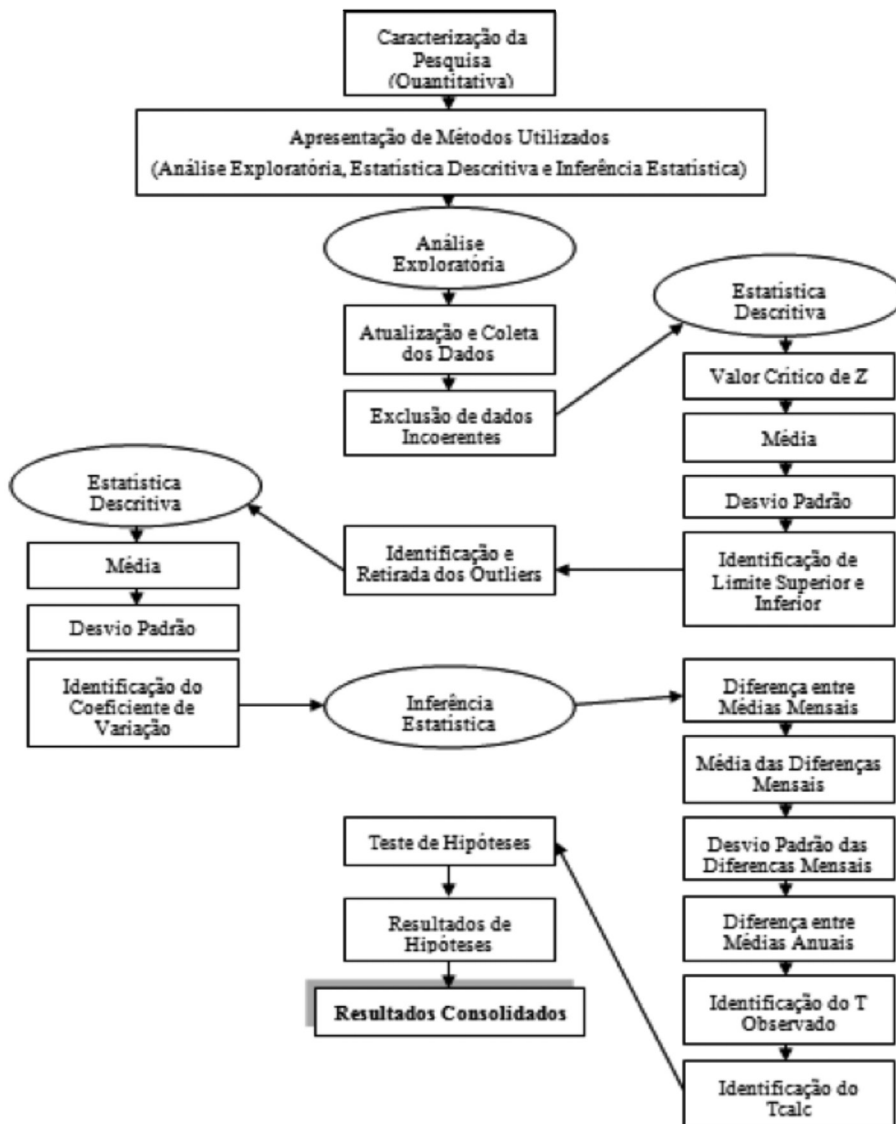 Caracterização da
Pesquisa
(Quantitativa)
Apresentação de Métodos Utilizados
(Análise Exploratória, Estatística Descritiva e Inferência Estatística)
Análise
Exploratória
Atualização e Coleta
dos Dados
Exclusão de dados
Incoerentes
Estatística
Descritiva
Valor Crítico de Z
Média
Desvio Padrão
Identificação de
Limite Superior e
Inferior
Identificação e
Retirada dos Outliers
Estatística
Descritiva
Média
Desvio Padrão
Identificação do
Coeficiente de
Variação
Inferência
Estatística
Diferença entre
Médias Mensais
Média das Diferenças
Mensais
Desvio Padrão das
Diferenças Mensais
Diferença entre
Médias Anuais
Identificação do T
Observado
Identificação do
Tcalc
Teste de Hipóteses
Resultados de
Hipóteses
Resultados Consolidados